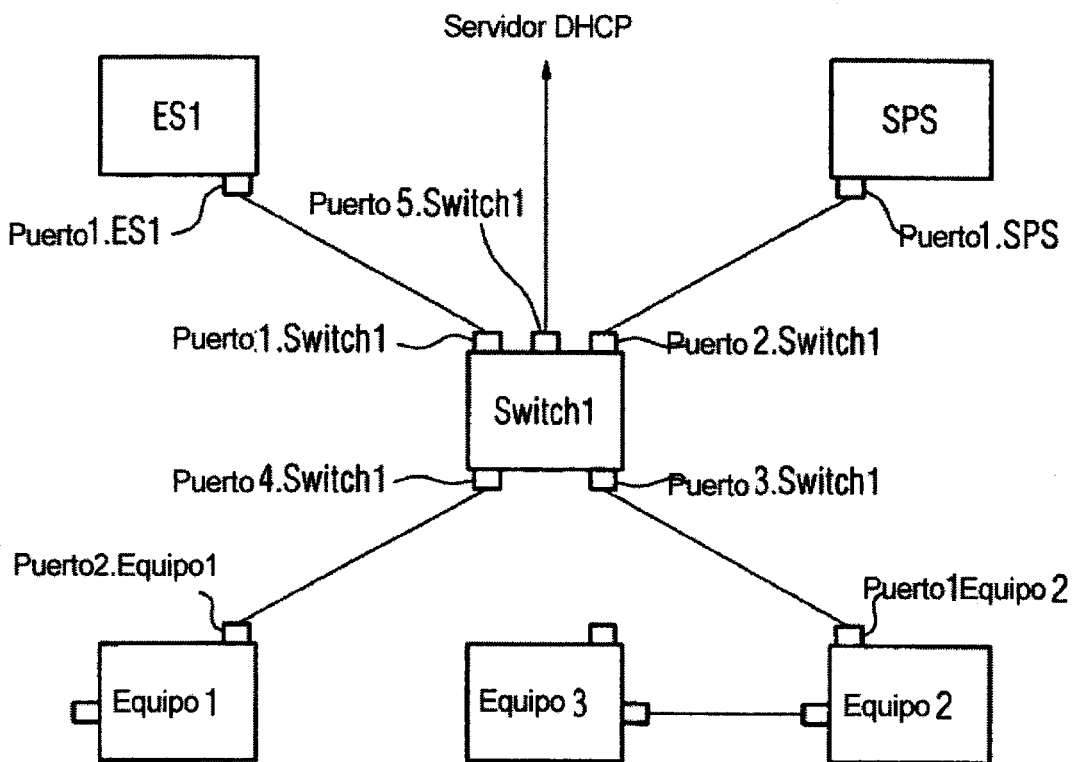 Servidor DHCP
ES1
SPS
Puerto 5.Switch1
Puerto1.ES1
Puerto1.SPS
Puerto 1.Switch1
Puerto 2.Switch1
Switch1
Puerto 4.Switch1
Puerto 3.Switch1
Puerto2.Equipo1
Puerto1Equipo 2
Equipo 1
Equipo 3
Equipo 2